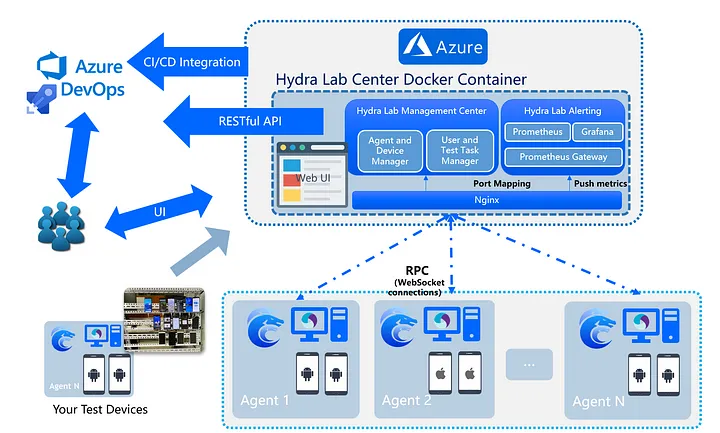 Azure
Hydra Lab Center Docker Container
Azure
DevOps
CI/CD Integration
RESTful API
UI
Web UI
Hydra Lab Management Center
Agent and
Device
Manager
User and
Test Task
Manager
Hydra Lab Alerting
Prometheus
Grafana
Prometheus Gateway
Port Mapping
Push metrics
Nginx
RPC
(WebSocket
connections)
Agent N
Your Test Devices
Agent 1
Agent 2
...
Agent N